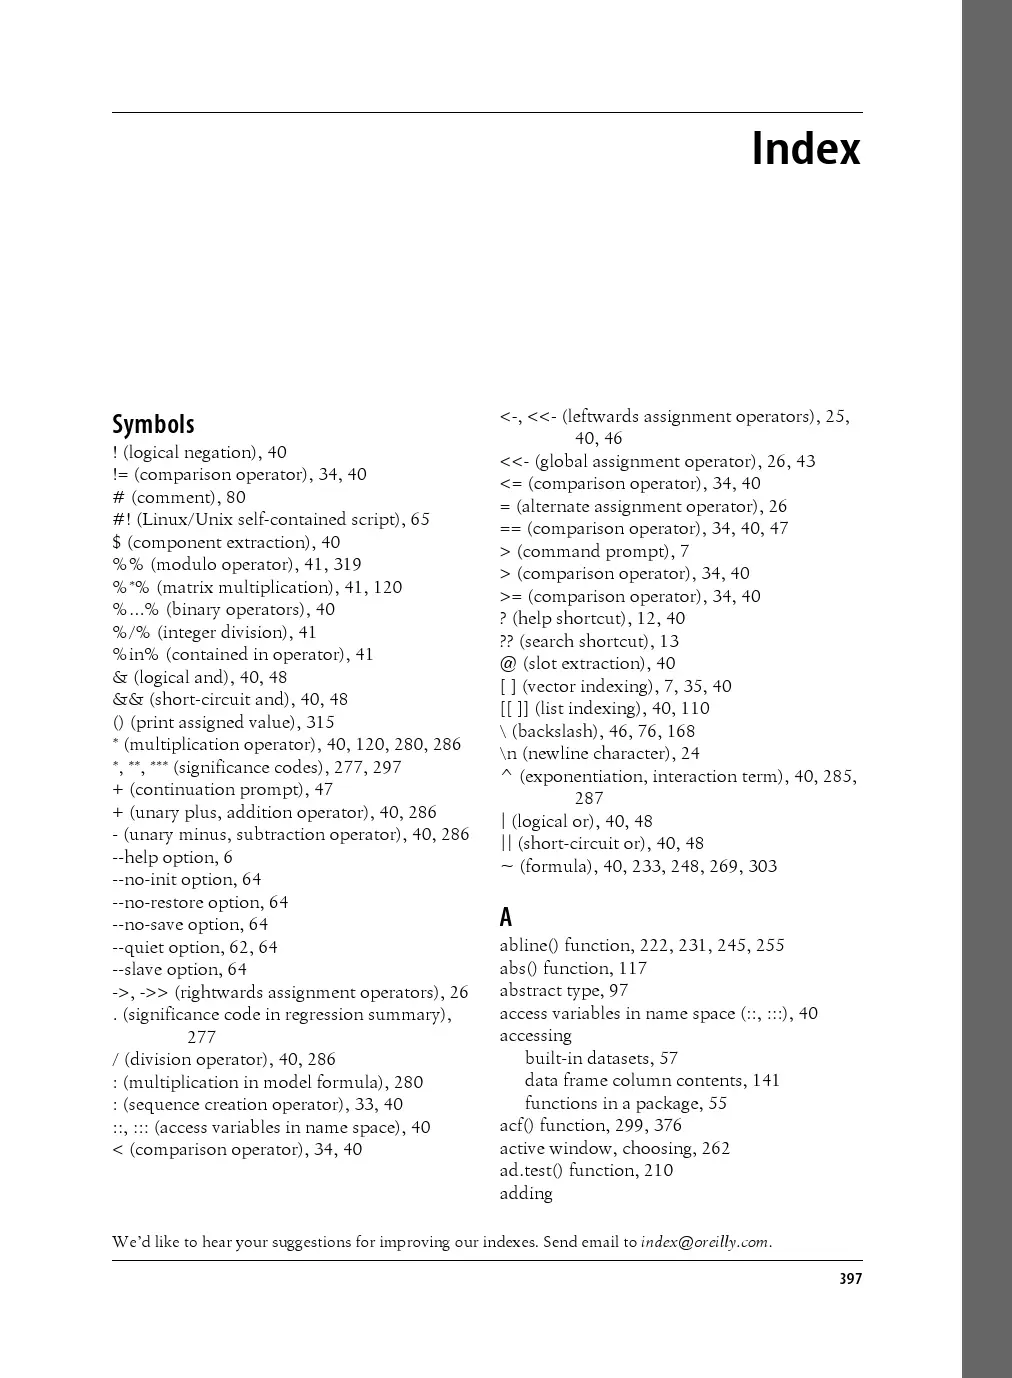 Index
Symbols
! (logical negation), 40
!= (comparison operator), 34, 40
# (comment), 80
#! (Linux/Unix self-contained script), 65
$ (component extraction), 40
%% (modulo operator), 41, 319
%*% (matrix multiplication), 41, 120
%...% (binary operators), 40
%/% (integer division), 41
%in% (contained in operator), 41
& (logical and), 40, 48
&& (short-circuit and), 40, 48
() (print assigned value), 315
* (multiplication operator), 40, 120, 280, 286
*, **, *** (significance codes), 277, 297
+ (continuation prompt), 47
+ (unary plus, addition operator), 40, 286
- (unary minus, subtraction operator), 40, 286
--help option, 6
--no-init option, 64
--no-restore option, 64
--no-save option, 64
--quiet option, 62, 64
--slave option, 64
->, ->> (rightwards assignment operators), 26
. (significance code in regression summary),
277
/ (division operator), 40, 286
: (multiplication in model formula), 280
: (sequence creation operator), 33, 40
::, ::: (access variables in name space), 40
< (comparison operator), 34, 40
<-, <<- (leftwards assignment operators), 25,
40, 46
<<- (global assignment operator), 26, 43
<= (comparison operator), 34, 40
= (alternate assignment operator), 26
== (comparison operator), 34, 40, 47
> (command prompt), 7
> (comparison operator), 34, 40
>= (comparison operator), 34, 40
? (help shortcut), 12, 40
?? (search shortcut), 13
@ (slot extraction), 40
[ ] (vector indexing), 7, 35, 40
[[ ]] (list indexing), 40, 110
\ (backslash), 46, 76, 168
\n (newline character), 24
^ (exponentiation, interaction term), 40, 285,
287
| (logical or), 40, 48
|| (short-circuit or), 40, 48
~ (formula), 40, 233, 248, 269, 303
A
abline() function, 222, 231, 245, 255
abs() function, 117
abstract type, 97
access variables in name space (::, :::), 40
accessing
built-in datasets, 57
data frame column contents, 141
functions in a package, 55
acf() function, 299, 376
active window, choosing, 262
ad.test() function, 210
adding
We’d like to hear your suggestions for improving our indexes. Send email to index@oreilly.com.
397